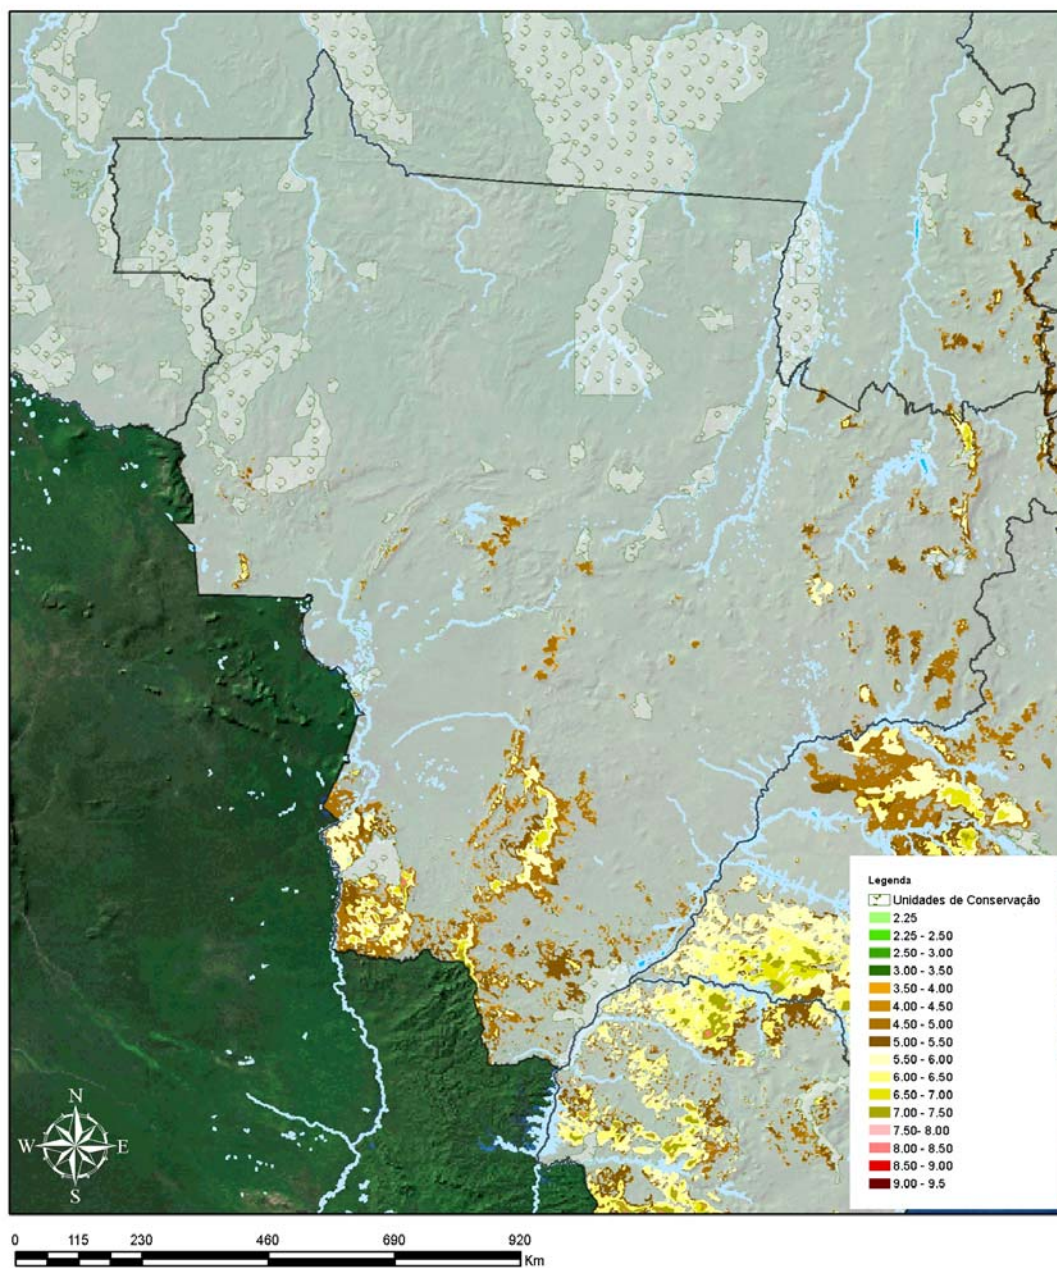 Legenda
Unidades de Conservação
2.25
2.25 - 2.50
2.50 - 3.00
3.00 - 3.50
3.50 - 4.00
4.00 - 4.50
4.50 - 5.00
5.00 - 5.50
5.50 - 6.00
6.00 - 6.50
6.50 - 7.00
7.00 - 7.50
7.50- 8.00
8.00 - 8.50
8.50 - 9.00
9.00 - 9.5
N
W E
S
0 115 230 460 690 920
Km